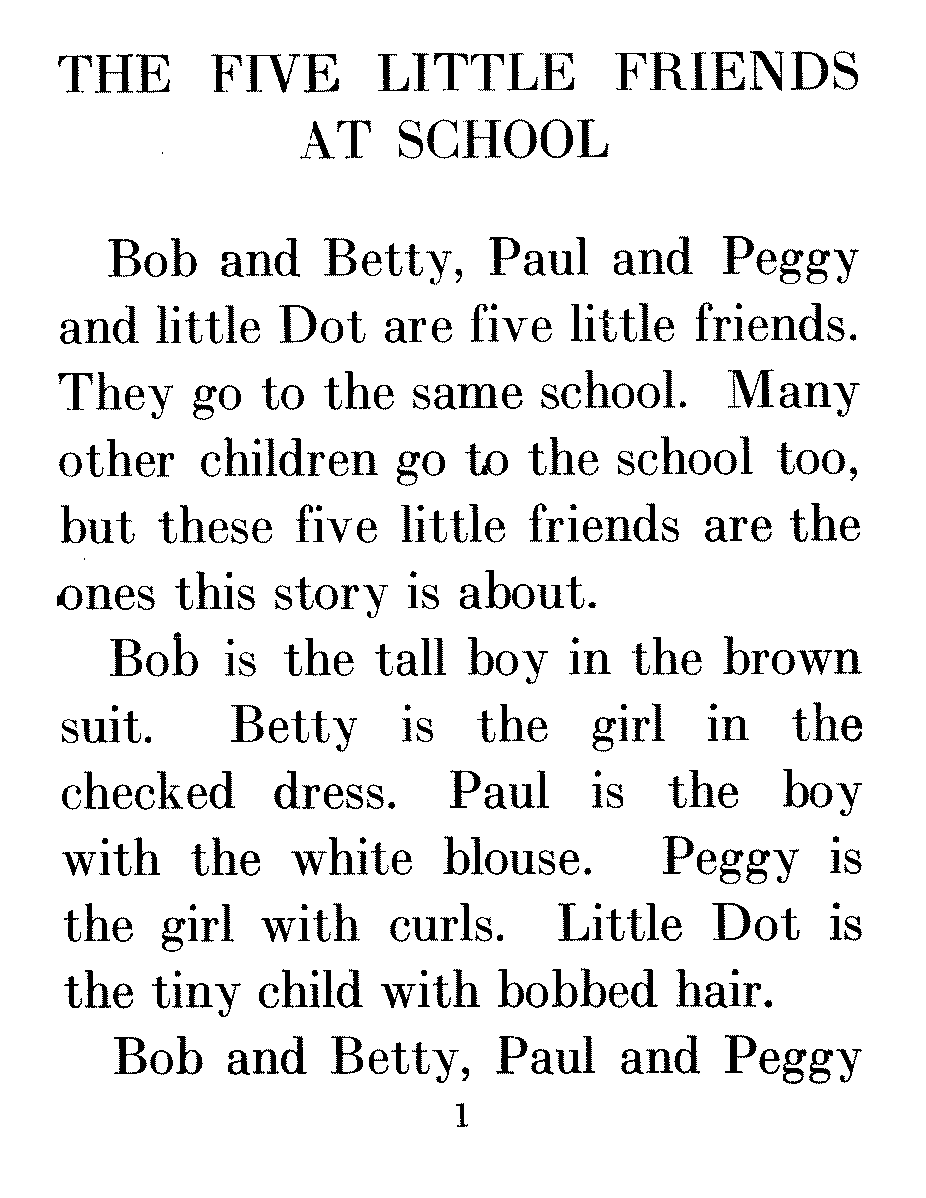 THE FIVE LITTLE FRIENDS
AT SCHOOL
Bob and Betty, Paul and Peggy
and little Dot are five little friends.
They go to the same school. Many
other children go to the school too,
but these five little friends are the
ones this story is about.
Bob is the tall boy in the brown
suit. Betty is the girl in the
checked dress. Paul is the boy
with the white blouse. Peggy is
the girl with curls. Little Dot is
the tiny child with bobbed hair.
Bob and Betty, Paul and Peggy
1